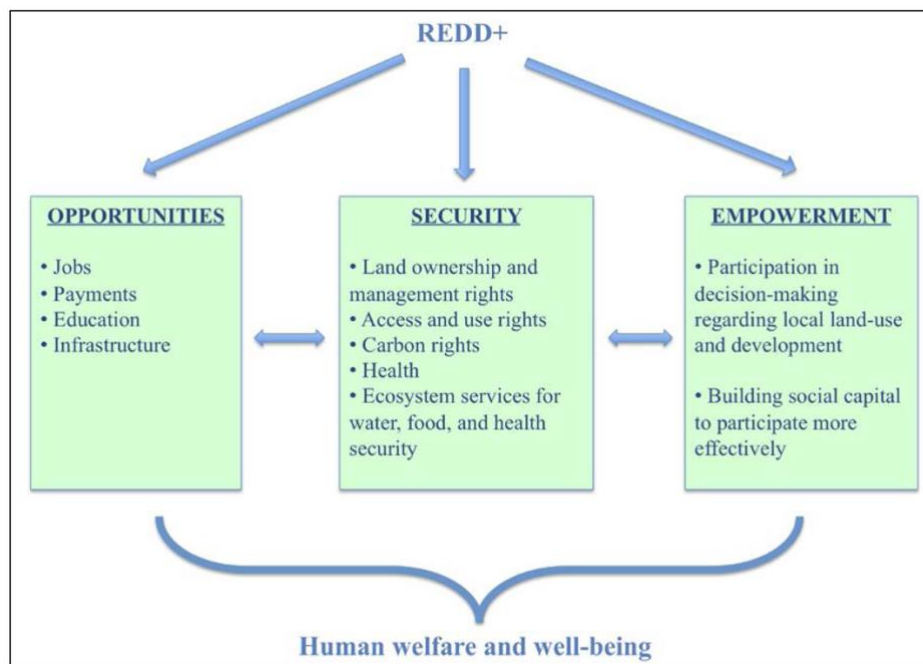 REDD+
OPPORTUNITIES
• Jobs
• Payments
• Education
• Infrastructure
SECURITY
• Land ownership and
management rights
• Access and use rights
• Carbon rights
• Health
• Ecosystem services for
water, food, and health
security
EMPOWERMENT
• Participation in
decision-making
regarding local land-use
and development
• Building social capital
to participate more
effectively
Human welfare and well-being